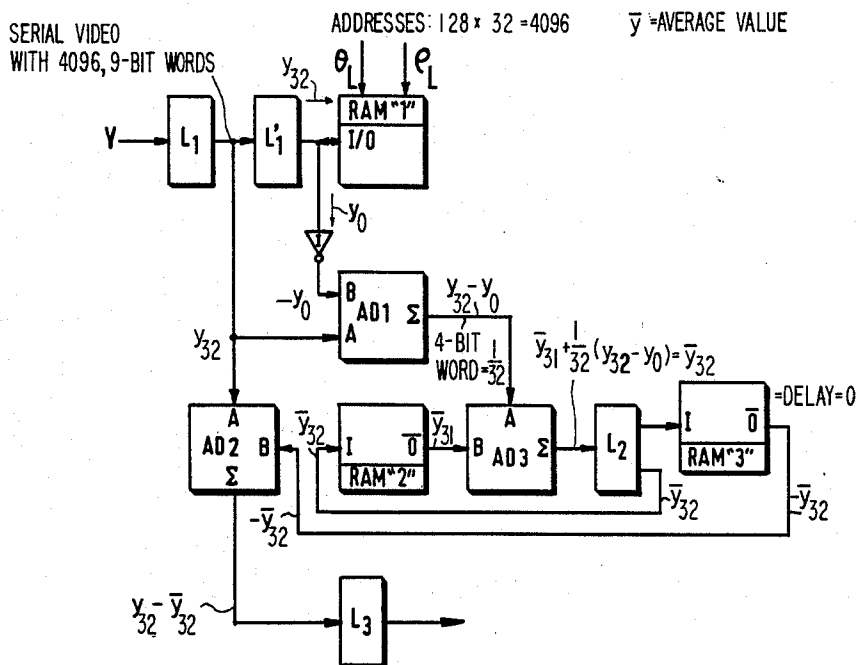 SERIAL VIDEO
WITH 4096, 9-BIT WORDS
ADDRESSES: 128 x 32 = 4096
ȳ = AVERAGE VALUE
θL
ρL
y32
RAM "1"
I/O
Y
L1
L'1
y0
I
-y0
B
AD1
Σ
A
y32-y0
4-BIT
WORD = 1/32
y32
ȳ31 + 1/32 (y32 - y0) = ȳ32
= DELAY = 0
A
AD2
B
Σ
ȳ32
I
O̅
RAM "2"
ȳ31
A
B
AD3
Σ
L2
I
O̅
RAM "3"
ȳ32
-ȳ32
-ȳ32
y32 - ȳ32
L3